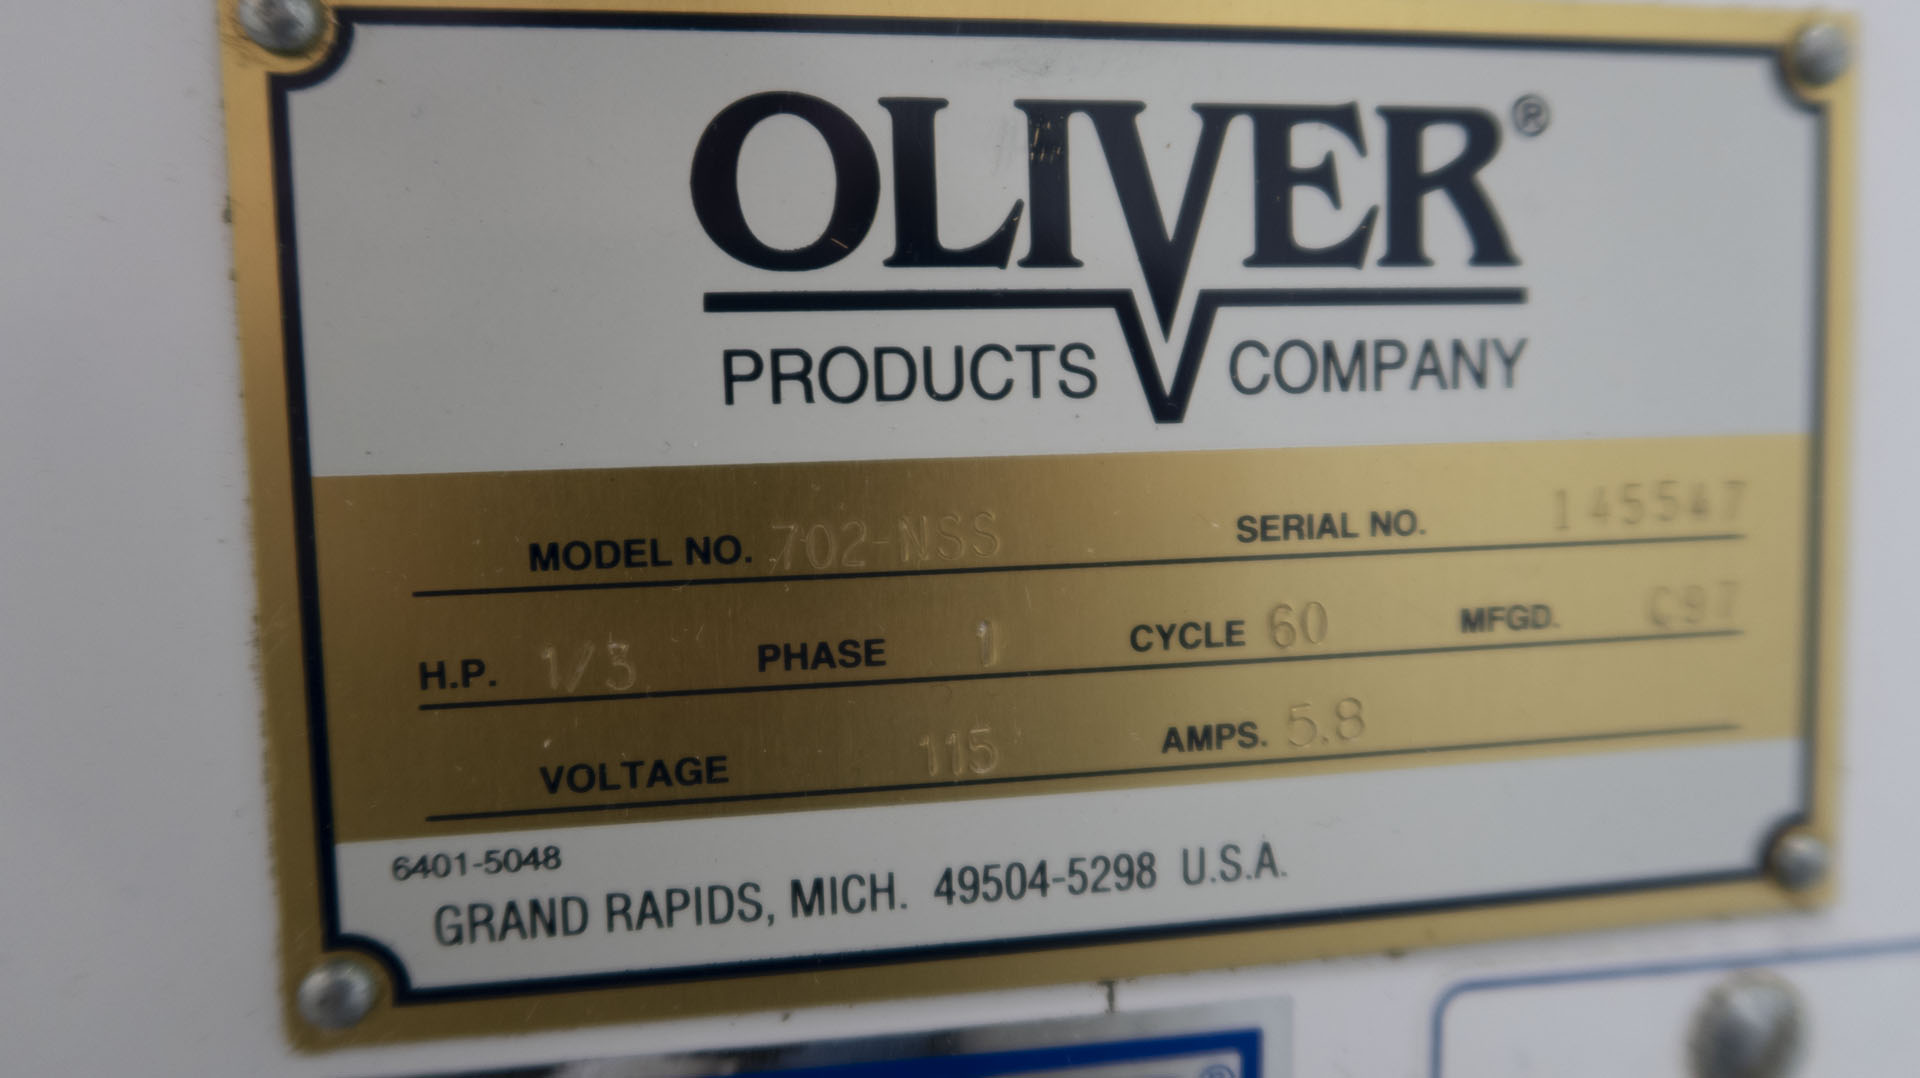 OLIVER®
PRODUCTS COMPANY
MODEL NO. 702-NSS SERIAL NO. 145547
H.P. 1/3 PHASE 1 CYCLE 60 MFGD. C97
VOLTAGE 115 AMPS. 5.8
6401-5048
GRAND RAPIDS, MICH. 49504-5298 U.S.A.
®